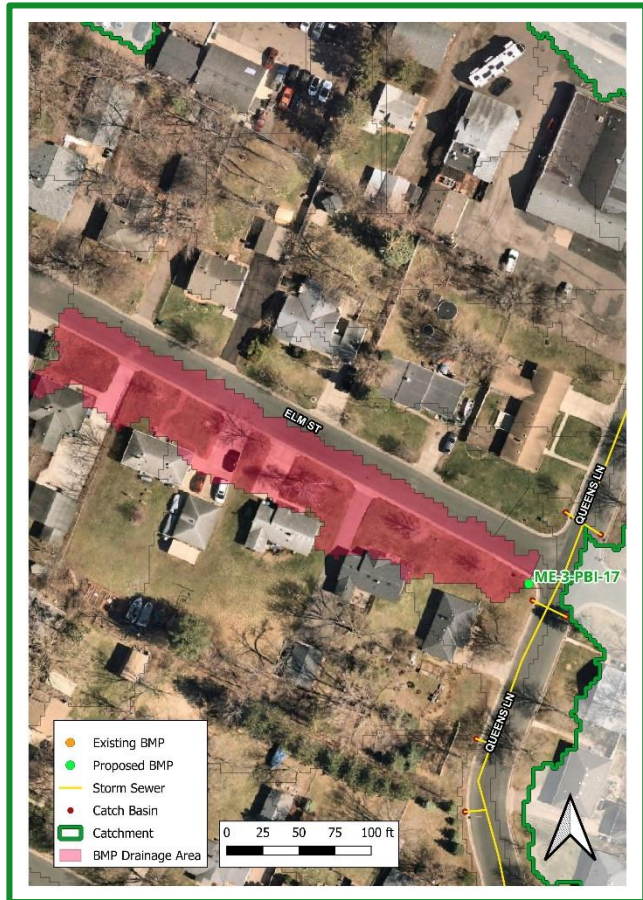 ELM ST
QUEENS LN
ME-3-PBI-17
QUEENS LN
Existing BMP
Proposed BMP
Storm Sewer
Catch Basin
Catchment
BMP Drainage Area
0 25 50 75 100 ft